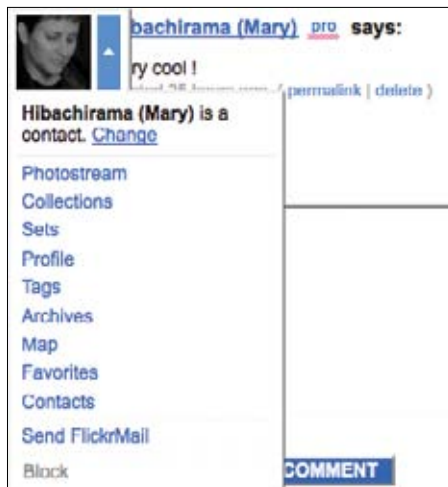 bachirama (Mary) pro says:
ry cool !
permalink | delete )
Hibachirama (Mary) is a
contact. Change
Photostream
Collections
Sets
Profile
Tags
Archives
Map
Favorites
Contacts
Send FlickrMail
Block
COMMENT